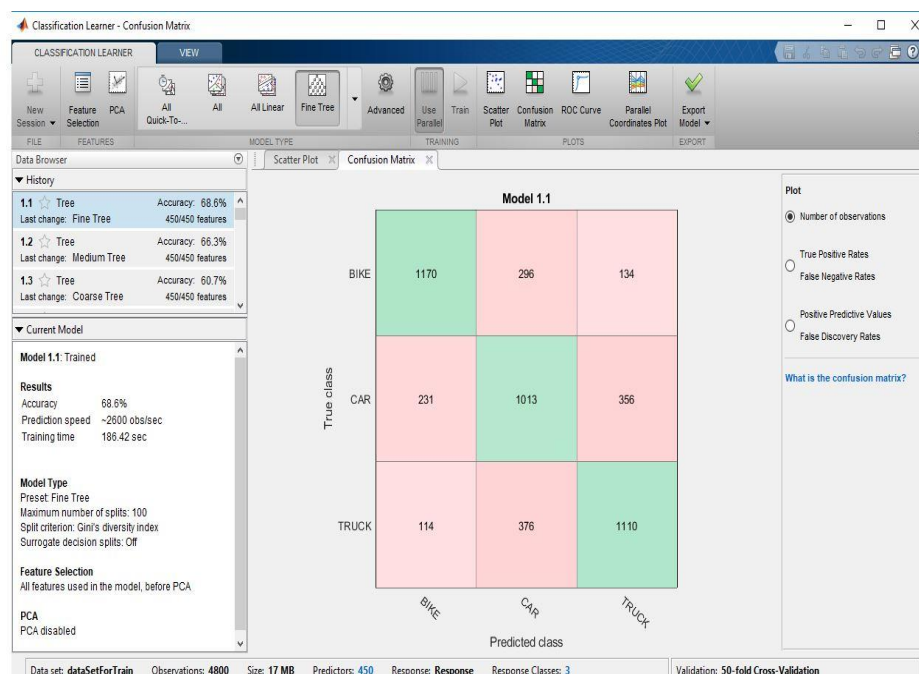 Classification Learner - Confusion Matrix
CLASSIFICATION LEARNER
VIEW
New Session
Feature Selection
PCA
All Quick-To-...
All
All Linear
Fine Tree
Advanced
Use Parallel
Train
Scatter Plot
Confusion Matrix
ROC Curve
Parallel Coordinates Plot
Export Model
FILE
FEATURES
MODEL TYPE
TRAINING
PLOTS
EXPORT
Data Browser
Scatter Plot
Confusion Matrix
History
1.1 Tree Accuracy: 68.6%
Last change: Fine Tree 450/450 features
1.2 Tree Accuracy: 66.3%
Last change: Medium Tree 450/450 features
1.3 Tree Accuracy: 60.7%
Last change: Coarse Tree 450/450 features
Current Model
Model 1.1: Trained
Results
Accuracy 68.6%
Prediction speed ~2600 obs/sec
Training time 186.42 sec
Model Type
Preset: Fine Tree
Maximum number of splits: 100
Split criterion: Gini's diversity index
Surrogate decision splits: Off
Feature Selection
All features used in the model, before PCA
PCA
PCA disabled
Model 1.1
True class
BIKE 1170 296 134
CAR 231 1013 356
TRUCK 114 376 1110
BIKE CAR TRUCK
Predicted class
Plot
Number of observations
True Positive Rates
False Negative Rates
Positive Predictive Values
False Discovery Rates
What is the confusion matrix?
Data set: dataSetForTrain Observations: 4800 Size: 17 MB Predictors: 450 Response: Response Response Classes: 3 Validation: 50-fold Cross-Validation